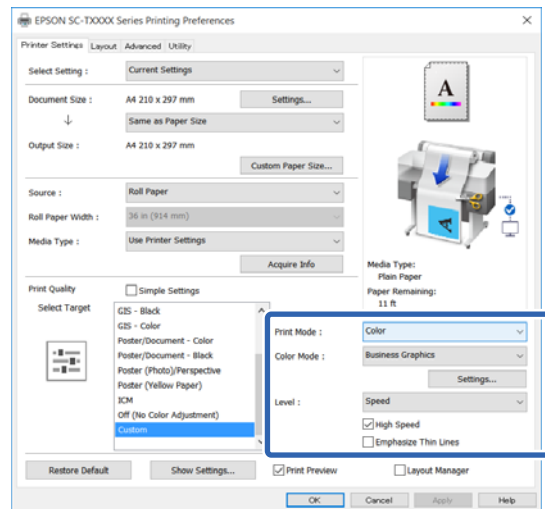 EPSON SC-TXXXX Series Printing Preferences
Printer Settings Layout Advanced Utility
Select Setting : Current Settings
Document Size : A4 210 x 297 mm Settings...
Same as Paper Size
Output Size : A4 210 x 297 mm
Custom Paper Size...
Source : Roll Paper
Roll Paper Width : 36 in (914 mm)
Media Type : Use Printer Settings
Acquire Info
A
A
Media Type:
Plain Paper
Paper Remaining:
11 ft
Print Quality Simple Settings
Select Target
GIS - Black
GIS - Color
Poster/Document - Color
Poster/Document - Black
Poster (Photo)/Perspective
Poster (Yellow Paper)
ICM
Off (No Color Adjustment)
Custom
Print Mode : Color
Color Mode : Business Graphics
Settings...
Level : Speed
High Speed
Emphasize Thin Lines
Restore Default Show Settings... Print Preview Layout Manager
OK Cancel Apply Help